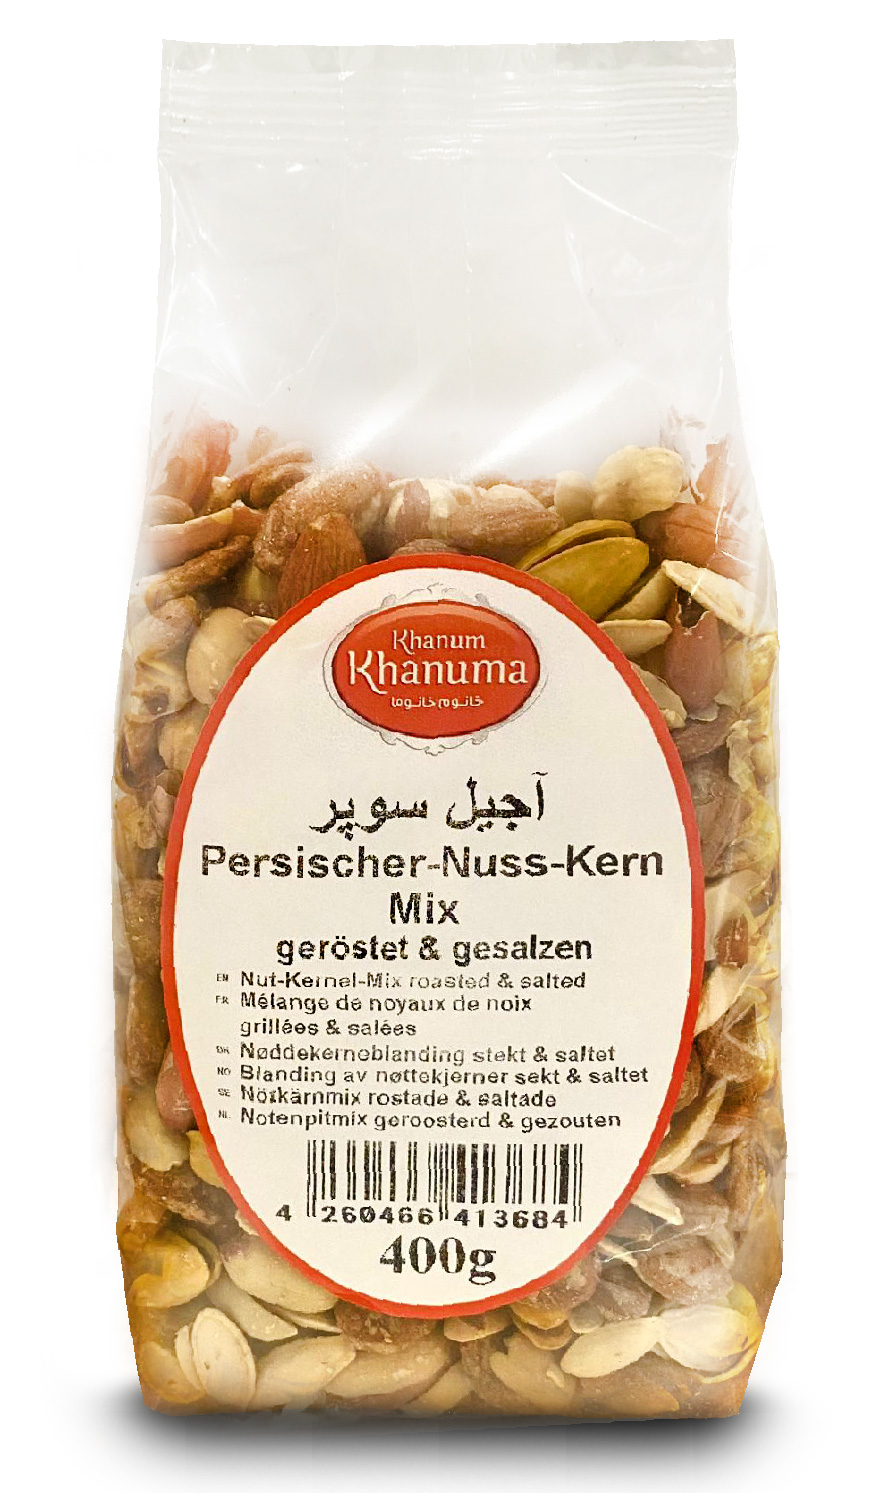 Khanum
Khanuma
خانوم خانوما
آجیل سوپر
Persischer-Nuss-Kern
Mix
geröstet & gesalzen
EN Nut-Kernel-Mix roasted & salted
FR Mélange de noyaux de noix
grillées & salées
DK Nøddekerneblanding stekt & saltet
NO Blanding av nøttekjerner sekt & saltet
SE Nötkärnmix rostade & saltade
NL Notenpitmix geroosterd & gezouten
4 260466 413684
400g